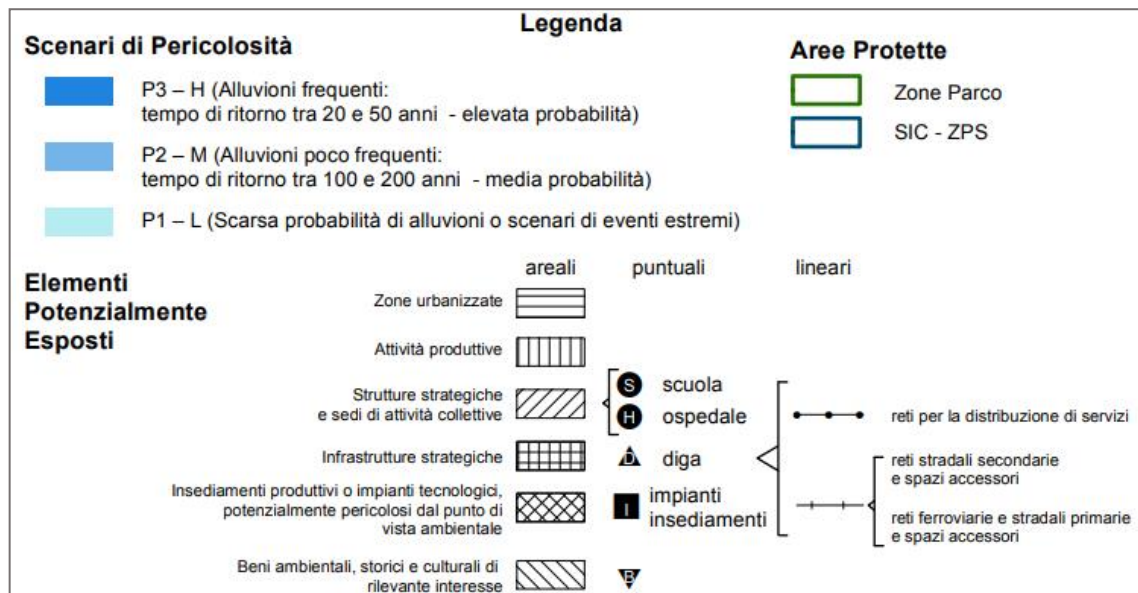 Legenda
Scenari di Pericolosità
P3 – H (Alluvioni frequenti:
tempo di ritorno tra 20 e 50 anni - elevata probabilità)
P2 – M (Alluvioni poco frequenti:
tempo di ritorno tra 100 e 200 anni - media probabilità)
P1 – L (Scarsa probabilità di alluvioni o scenari di eventi estremi)
Aree Protette
Zone Parco
SIC - ZPS
Elementi
Potenzialmente
Esposti
areali puntuali lineari
Zone urbanizzate
Attività produttive
Strutture strategiche
e sedi di attività collettive
S scuola
H ospedale
Infrastrutture strategiche
D diga
Insediamenti produttivi o impianti tecnologici,
potenzialmente pericolosi dal punto di
vista ambientale
I impianti
insediamenti
Beni ambientali, storici e culturali di
rilevante interesse
B
reti per la distribuzione di servizi
reti stradali secondarie
e spazi accessori
reti ferroviarie e stradali primarie
e spazi accessori